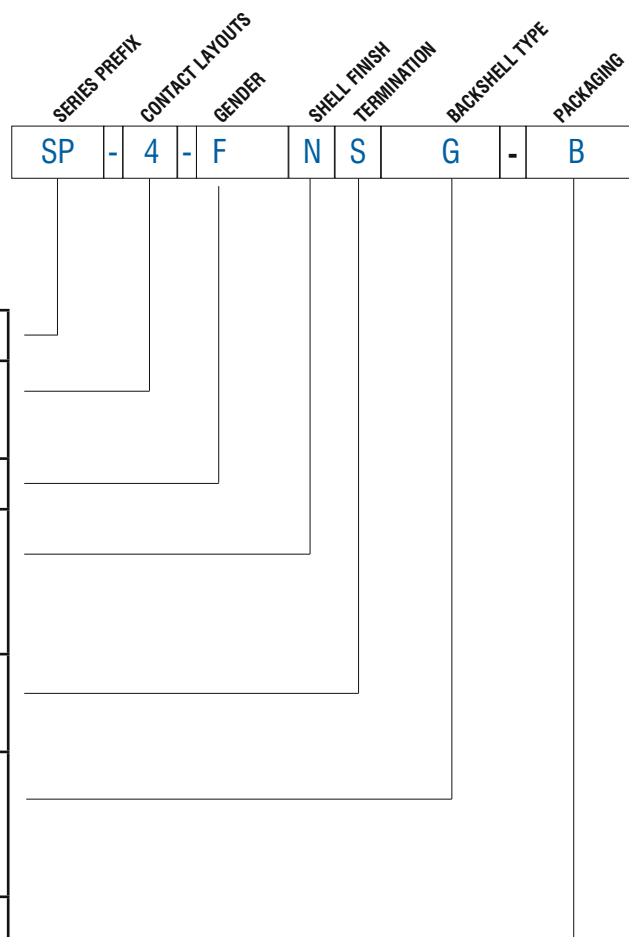 SERIES PREFIX
CONTACT LAYOUTS
GENDER
SHELL FINISH
TERMINATION
BACKSHELL TYPE
PACKAGING
SP - 4 - F N S G - B